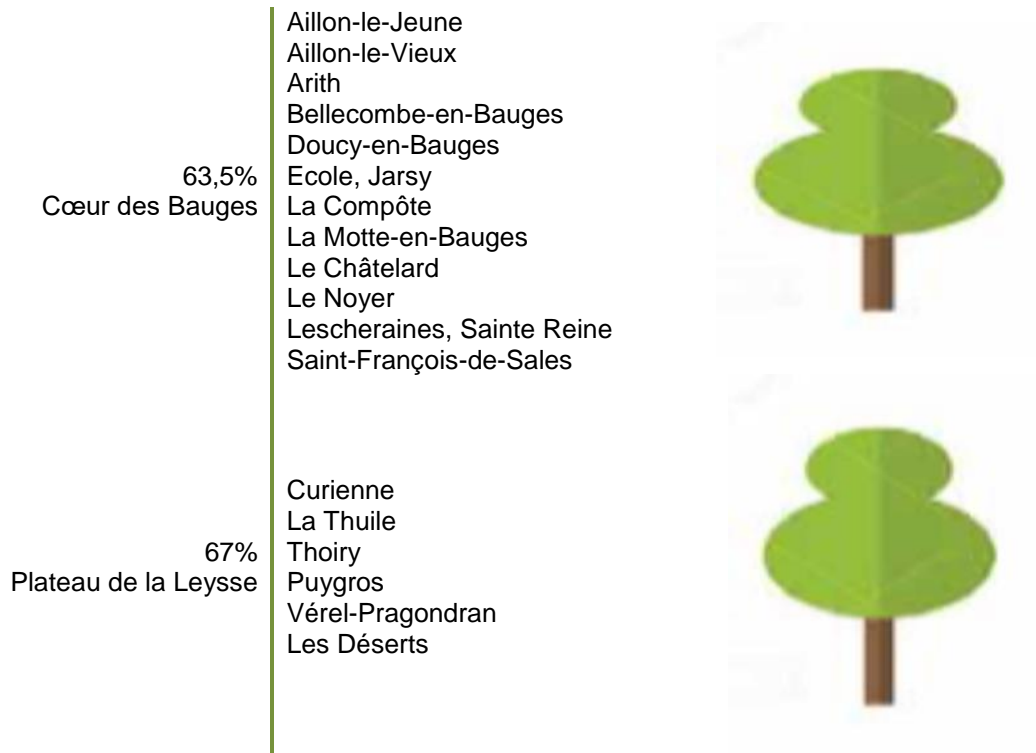 63,5%
Cœur des Bauges
Aillon-le-Jeune
Aillon-le-Vieux
Arith
Bellecombe-en-Bauges
Doucy-en-Bauges
Ecole, Jarsy
La Compôte
La Motte-en-Bauges
Le Châtelard
Le Noyer
Lescheraines, Sainte Reine
Saint-François-de-Sales
67%
Plateau de la Leysse
Curienne
La Thuile
Thoiry
Puygros
Vérel-Pragondran
Les Déserts